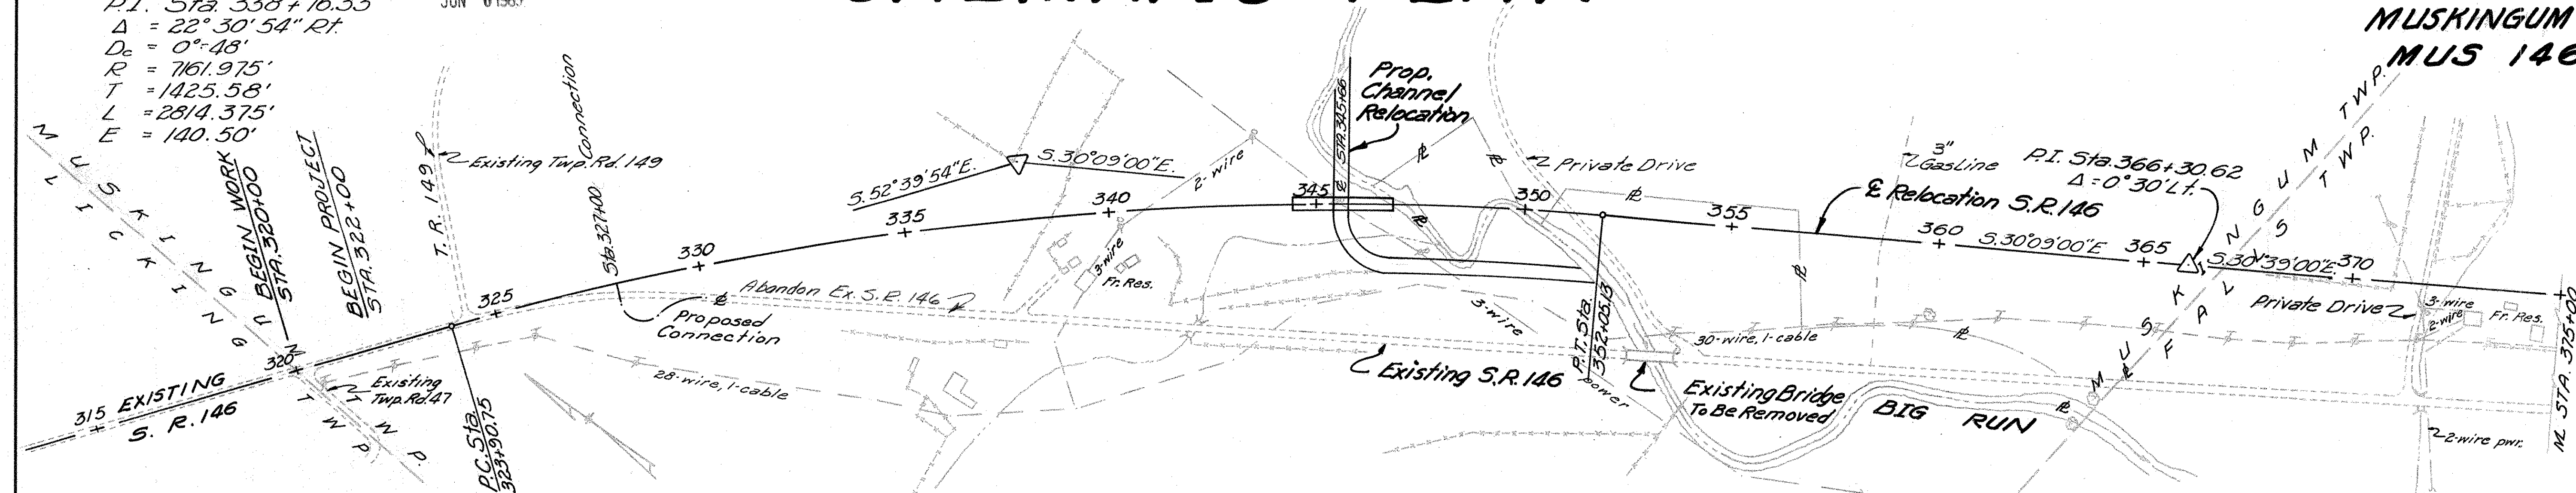 P.I. Sta. 338+16.33
Δ = 22°30'54" Rt.
Dc = 0°-48'
R = 7161.975'
T = 1425.58'
L = 2814.375'
E = 140.50'
MUSKINGUM
MUS 146
LICKING TWP.
MUSKINGUM TWP.
BEGIN WORK
STA. 320+00
BEGIN PROJECT
STA. 322+00
T. R. 149
Existing Twp. Rd. 149
Sta. 327+00
Connection
S. 52°39'54" E.
S. 30°09'00" E.
2-wire
3-wire
Fr. Res.
Prop.
Channel
Relocation
℄ STA. 345+66
Private Drive
3"
Gasline
P.I. Sta. 366+30.62
Δ = 0°30' Lt.
℄ Relocation S.R. 146
MUSKINGUM TWP.
FALLS TWP.
315
320
325
330
335
340
345
350
355
360
365
370
S. 30°09'00" E
S. 30°39'00" E.
EXISTING
S. R. 146
Existing
Twp. Rd. 47
P.C. Sta.
323+90.75
Proposed
Connection
Abandon Ex. S.R. 146
28-wire, 1-cable
3-wire
Existing S.R. 146
P.T. Sta.
352+05.13
power
30-wire, 1-cable
Existing Bridge
To Be Removed
BIG RUN
Private Drive
3-wire
2-wire
Fr. Res.
2-wire pwr.
STA. 375+00